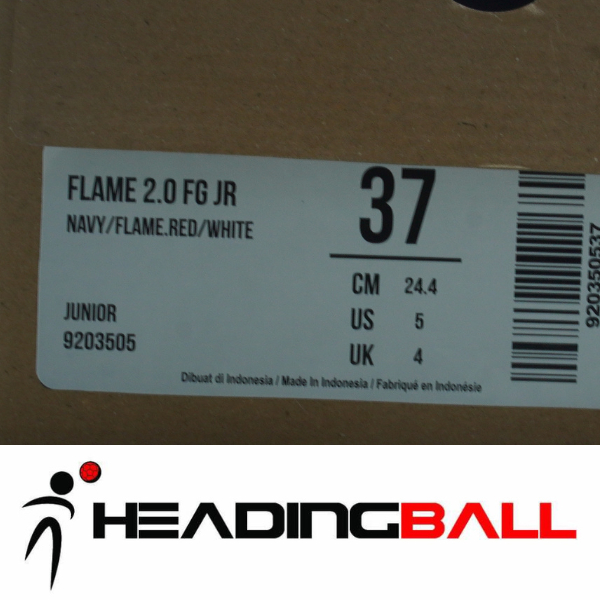 FLAME 2.0 FG JR
NAVY/FLAME.RED/WHITE
JUNIOR
9203505
37
CM 24.4
US 5
UK 4
Dibuat di Indonesia / Made In Indonesia / Fabriqué en Indonésie
920350537
HEADINGBALL